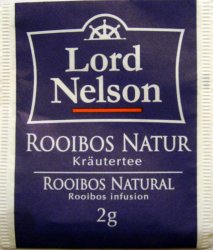 Lord
Nelson
ROOIBOS NATUR
Kräutertee
ROOIBOS NATURAL
Rooibos infusion
2g